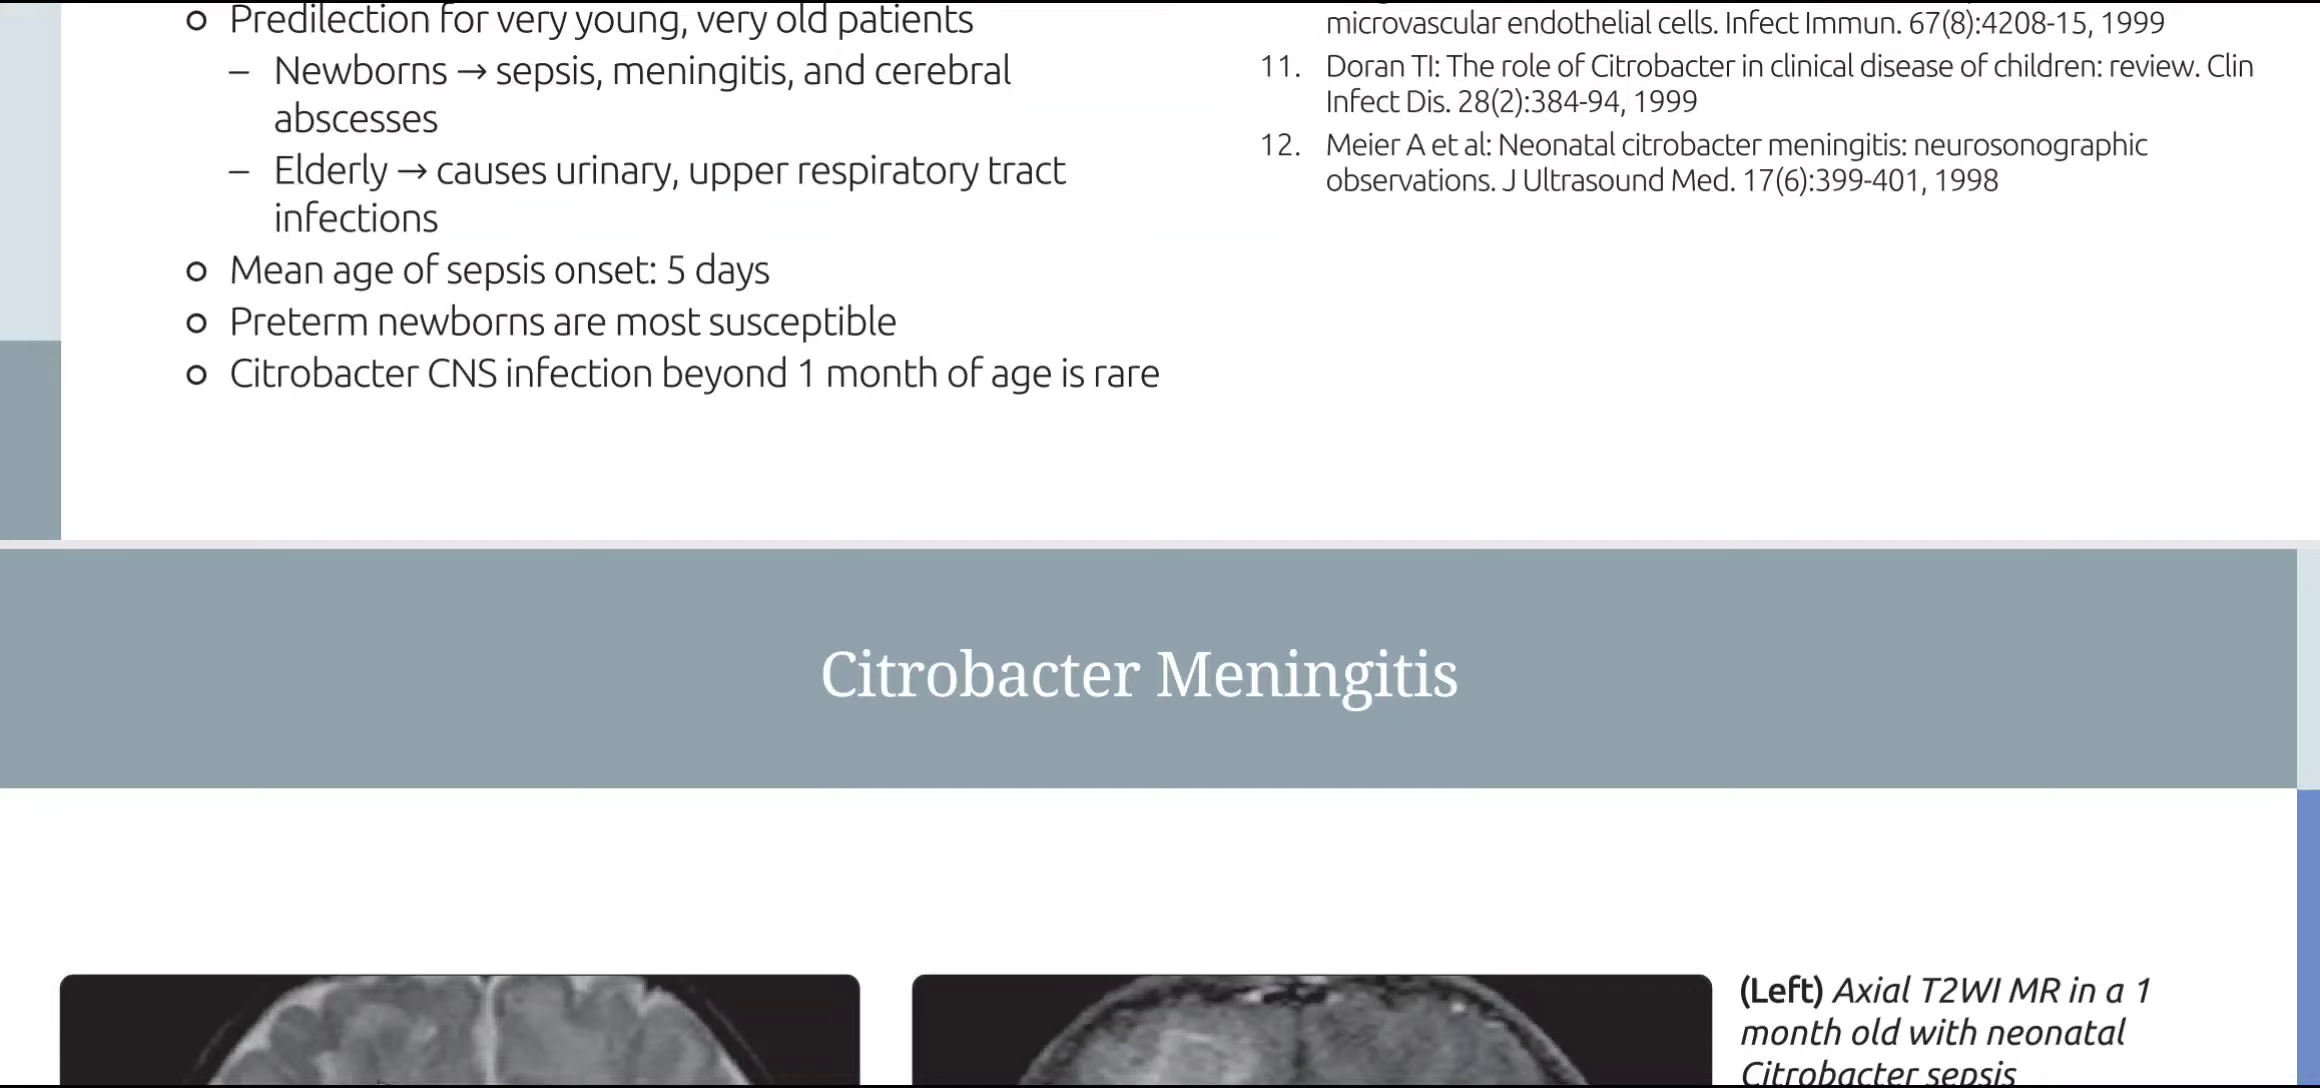 o Predilection for very young, very old patients
– Newborns → sepsis, meningitis, and cerebral
abscesses
– Elderly → causes urinary, upper respiratory tract
infections
o Mean age of sepsis onset: 5 days
o Preterm newborns are most susceptible
o Citrobacter CNS infection beyond 1 month of age is rare
microvascular endothelial cells. Infect Immun. 67(8):4208-15, 1999
11. Doran TI: The role of Citrobacter in clinical disease of children: review. Clin
Infect Dis. 28(2):384-94, 1999
12. Meier A et al: Neonatal citrobacter meningitis: neurosonographic
observations. J Ultrasound Med. 17(6):399-401, 1998
Citrobacter Meningitis
(Left) Axial T2WI MR in a 1
month old with neonatal
Citrobacter sepsis